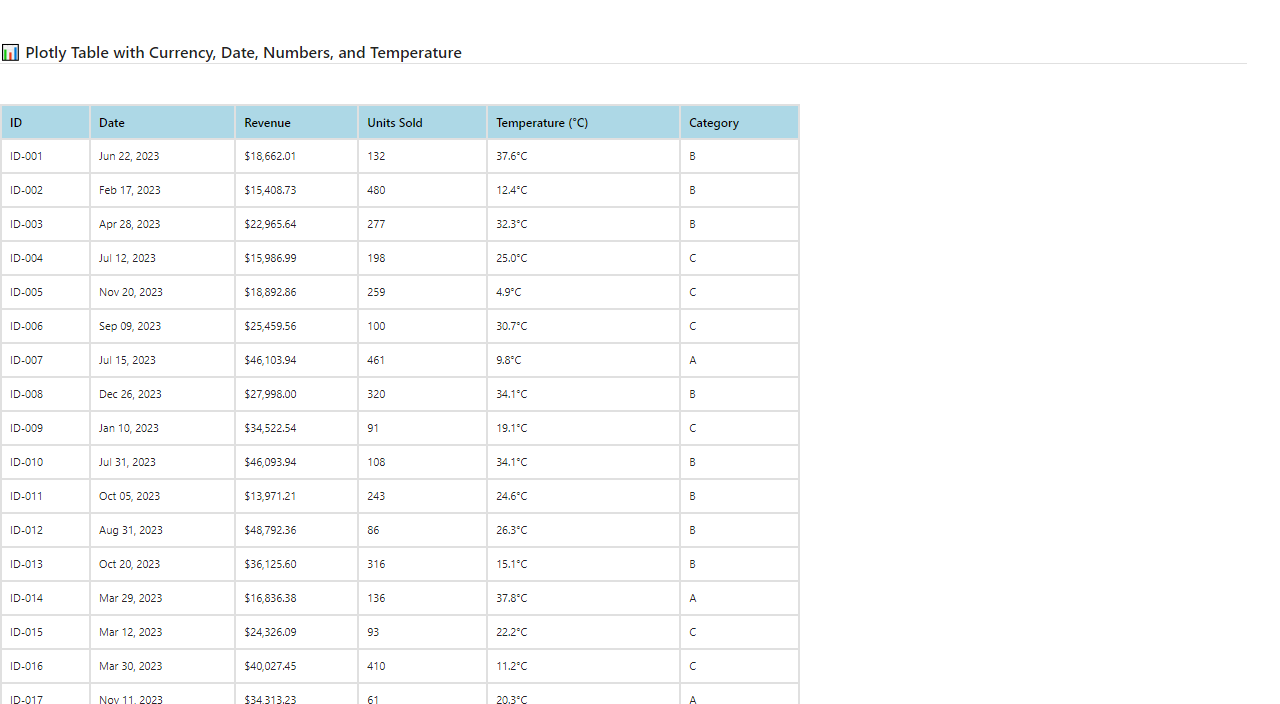 📊 Plotly Table with Currency, Date, Numbers, and Temperature
ID Date Revenue Units Sold Temperature (°C) Category
ID-001 Jun 22, 2023 $18,662.01 132 37.6°C B
ID-002 Feb 17, 2023 $15,408.73 480 12.4°C B
ID-003 Apr 28, 2023 $22,965.64 277 32.3°C B
ID-004 Jul 12, 2023 $15,986.99 198 25.0°C C
ID-005 Nov 20, 2023 $18,892.86 259 4.9°C C
ID-006 Sep 09, 2023 $25,459.56 100 30.7°C C
ID-007 Jul 15, 2023 $46,103.94 461 9.8°C A
ID-008 Dec 26, 2023 $27,998.00 320 34.1°C B
ID-009 Jan 10, 2023 $34,522.54 91 19.1°C C
ID-010 Jul 31, 2023 $46,093.94 108 34.1°C B
ID-011 Oct 05, 2023 $13,971.21 243 24.6°C B
ID-012 Aug 31, 2023 $48,792.36 86 26.3°C B
ID-013 Oct 20, 2023 $36,125.60 316 15.1°C B
ID-014 Mar 29, 2023 $16,836.38 136 37.8°C A
ID-015 Mar 12, 2023 $24,326.09 93 22.2°C C
ID-016 Mar 30, 2023 $40,027.45 410 11.2°C C
ID-017 Nov 11, 2023 $34,313.23 61 20.3°C A